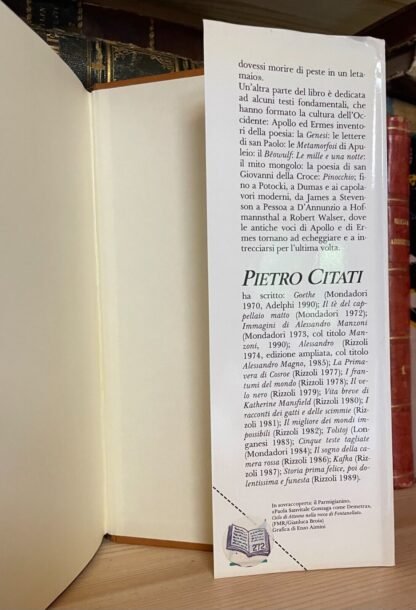 dovessi morire di peste in un leta-
maio».
Un'altra parte del libro è dedicata
ad alcuni testi fondamentali, che
hanno formato la cultura dell'Oc-
cidente: Apollo ed Ermes invento-
ri della poesia: la Genesi: le lettere
di san Paolo: le Metamorfosi di Apu-
leio: il Bèowulf: Le mille e una notte:
il mito mongolo: la poesia di san
Giovanni della Croce: Pinocchio; fi-
no a Potocki, a Dumas e ai capola-
vori moderni, da James a Steven-
son a Pessoa a D'Annunzio a Hof-
mannsthal a Robert Walser, dove
le antiche voci di Apollo e di Er-
mes tornano ad echeggiare e a in-
trecciarsi per l'ultima volta.
PIETRO CITATI
ha scritto: Goethe (Mondadori
1970, Adelphi 1990); Il tè del cap-
pellaio matto (Mondadori 1972);
Immagini di Alessandro Manzoni
(Mondadori 1973, col titolo Man-
zoni, 1990); Alessandro (Rizzoli
1974, edizione ampliata, col titolo
Alessandro Magno, 1985); La Prima-
vera di Cosroe (Rizzoli 1977); I fran-
tumi del mondo (Rizzoli 1978); Il ve-
lo nero (Rizzoli 1979); Vita breve di
Katherine Mansfield (Rizzoli 1980); I
racconti dei gatti e delle scimmie (Riz-
zoli 1981); Il migliore dei mondi im-
possibili (Rizzoli 1982); Tolstoj (Lon-
ganesi 1983); Cinque teste tagliate
(Mondadori 1984); Il sogno della ca-
mera rossa (Rizzoli 1986); Kafka (Riz-
zoli 1987); Storia prima felice, poi do-
lentissima e funesta (Rizzoli 1989).
In sovraccoperta: il Parmigianino,
«Paola Sanvitale Gonzaga come Demetra»,
Ciclo di Atteone nella rocca di Fontanellato.
(FMR/Gianluca Broia)
Grafica di Enzo Aimini
272